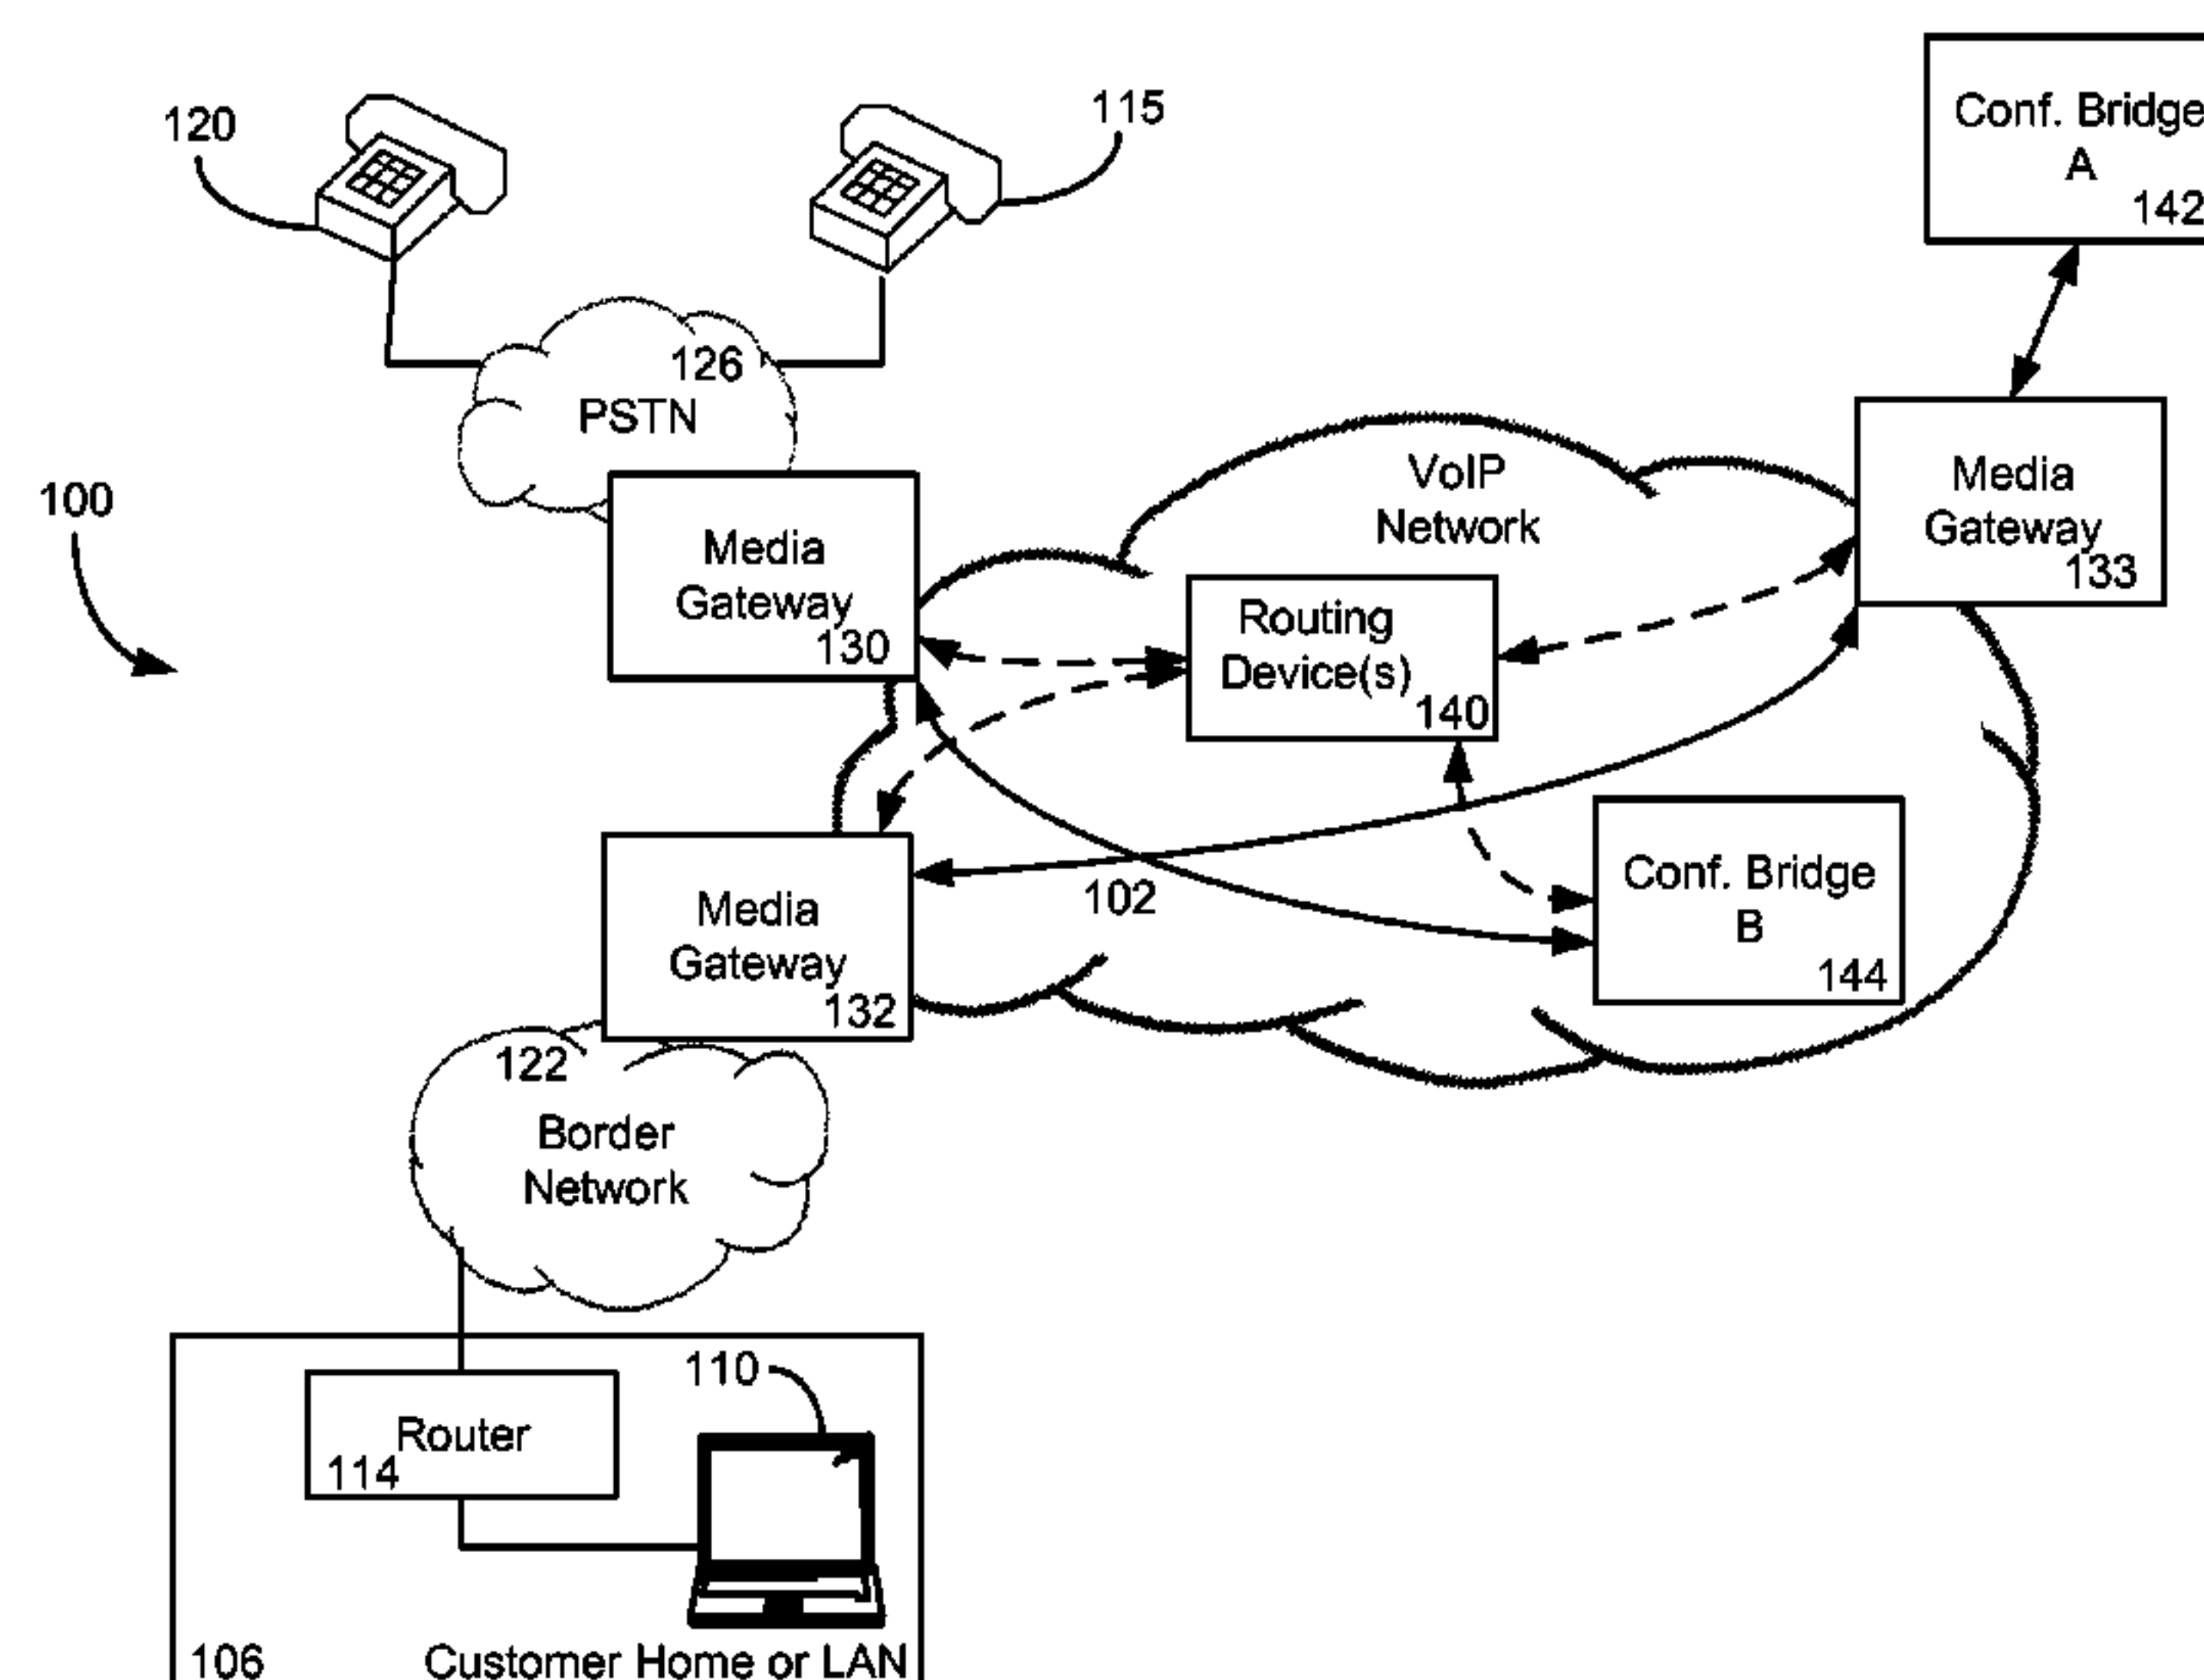 120
115
Conf. Bridge
A
142
126
PSTN
100
VoIP
Network
Media
Gateway
133
Media
Gateway
130
Routing
Device(s)
140
Media
Gateway
132
102
Conf. Bridge
B
144
122
Border
Network
110
Router
114
106
Customer Home or LAN